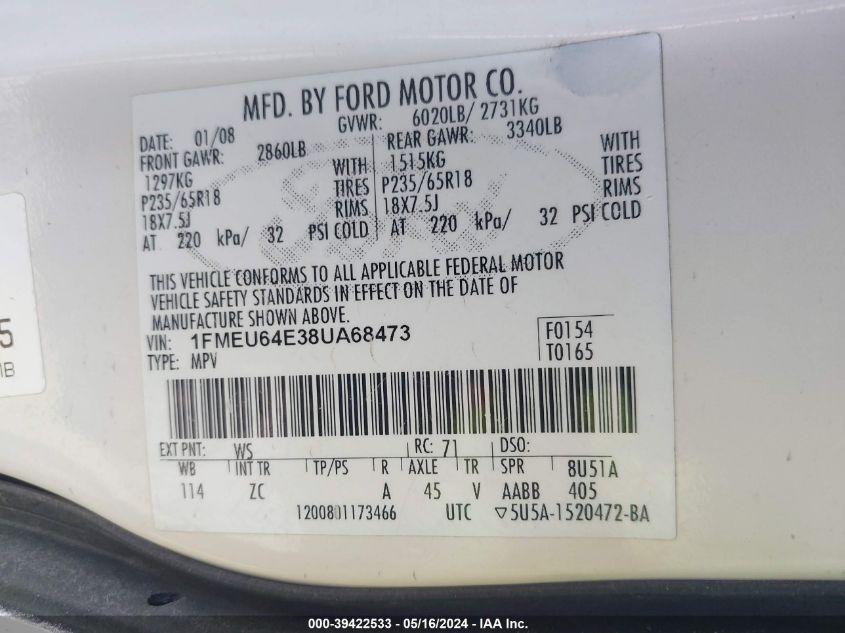 MFD. BY FORD MOTOR CO.
DATE: 01/08 GVWR: 6020LB/ 2731KG
FRONT GAWR: 2860LB REAR GAWR: 3340LB
1297KG WITH 1515KG WITH
P235/65R18 TIRES P235/65R18 TIRES
18X7.5J RIMS 18X7.5J RIMS
AT 220 kPa/ 32 PSI COLD AT 220 kPa/ 32 PSI COLD
THIS VEHICLE CONFORMS TO ALL APPLICABLE FEDERAL MOTOR
VEHICLE SAFETY STANDARDS IN EFFECT ON THE DATE OF
MANUFACTURE SHOWN ABOVE.
VIN: 1FMEU64E38UA68473 F0154
TYPE: MPV T0165
EXT PNT: WS RC: 71 DSO:
WB INT TR TP/PS R AXLE TR SPR 8U51A
114 ZC A 45 V AABB 405
1200801173466 UTC ▽5U5A-1520472-BA
5
1B
000-39422533 - 05/16/2024 - IAA Inc.